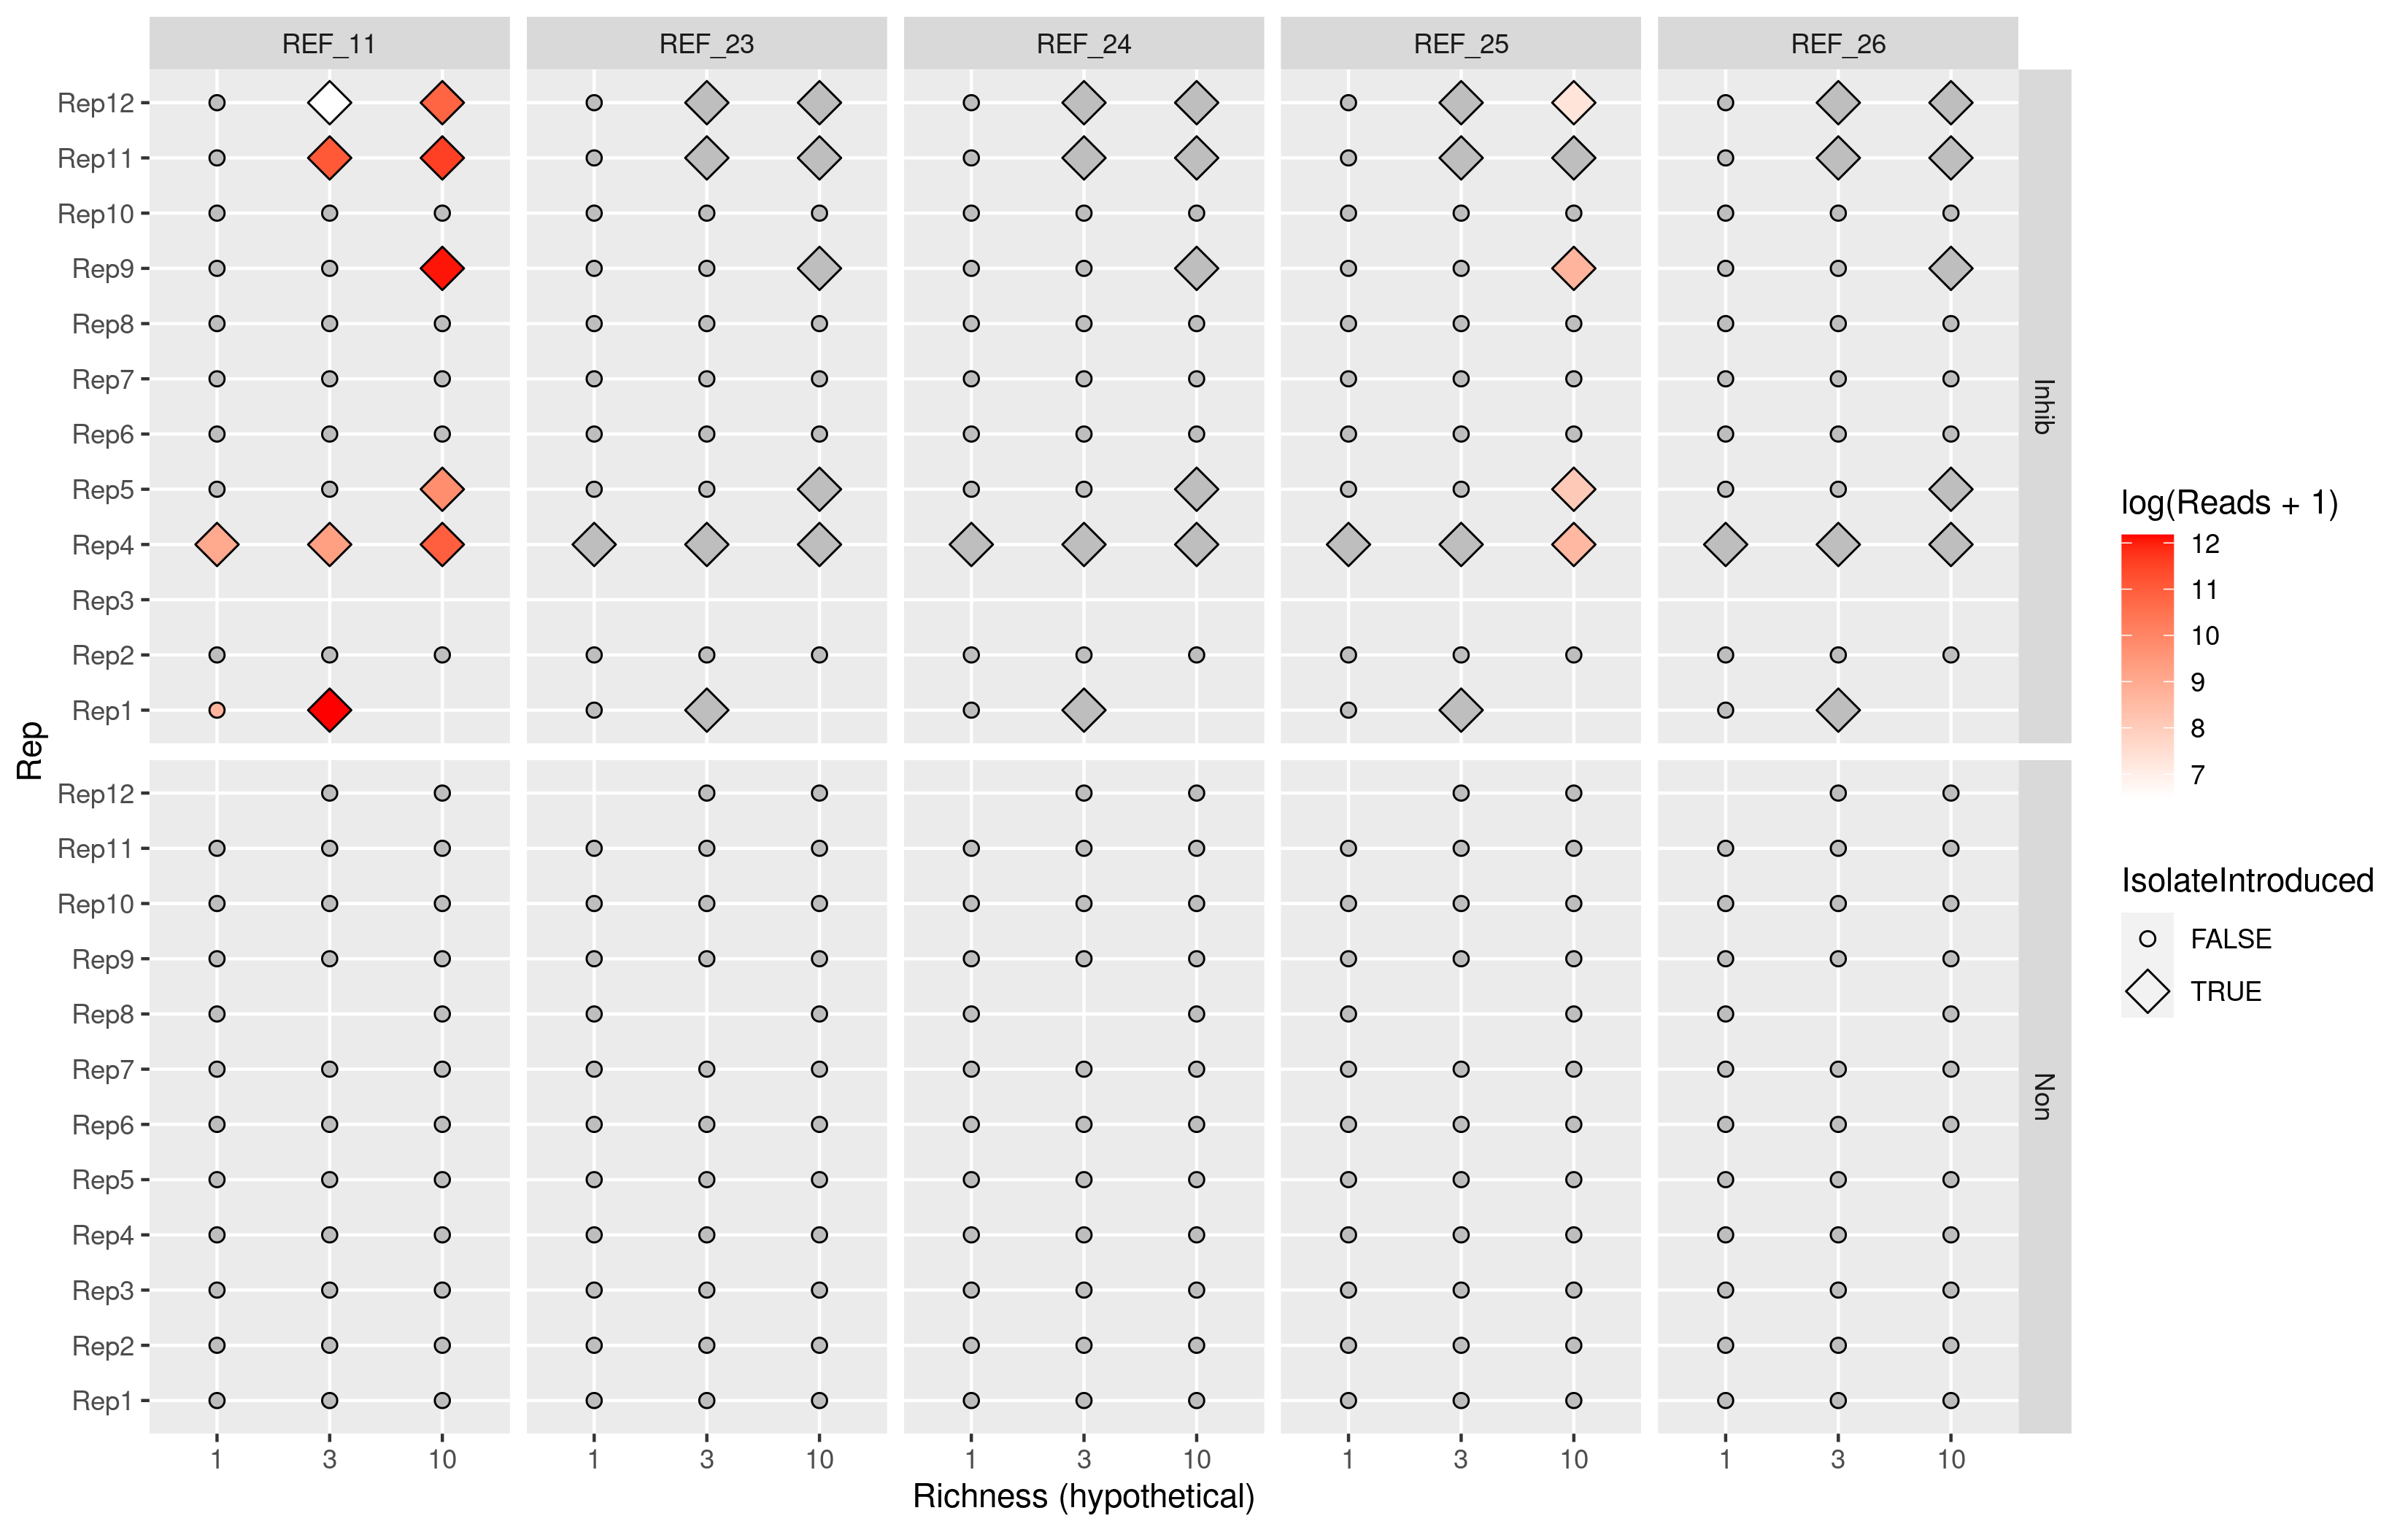 REF_11 REF_23 REF_24 REF_25 REF_26
Rep12
Rep11
Rep10
Rep9
Rep8
Rep7
Rep6
Rep5
Rep4
Rep3
Rep2
Rep1
Inhib
Rep12
Rep11
Rep10
Rep9
Rep8
Rep7
Rep6
Rep5
Rep4
Rep3
Rep2
Rep1
Non
Rep
1 3 10 1 3 10 1 3 10 1 3 10 1 3 10
Richness (hypothetical)
log(Reads + 1)
12
11
10
9
8
7
IsolateIntroduced
FALSE
TRUE